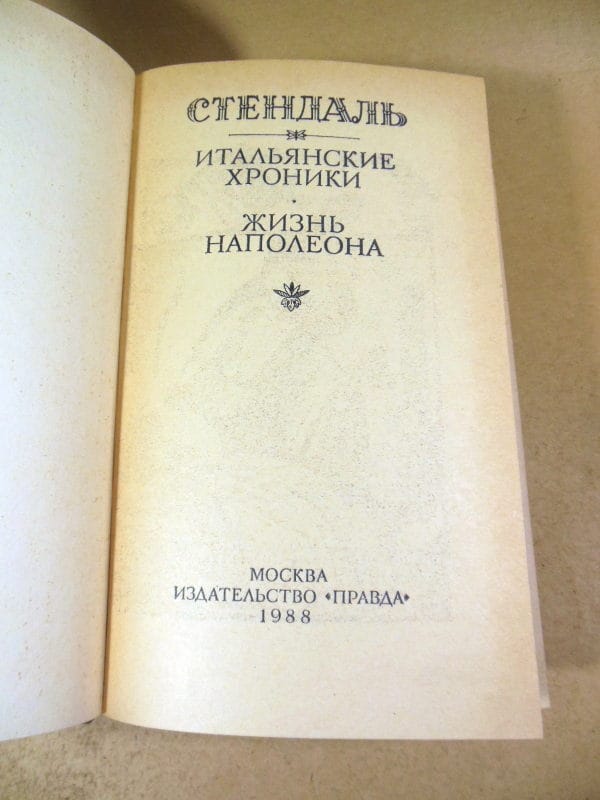 СТЕНДАЛЬ
ИТАЛЬЯНСКИЕ
ХРОНИКИ
·
ЖИЗНЬ
НАПОЛЕОНА
МОСКВА
ИЗДАТЕЛЬСТВО «ПРАВДА»
1988